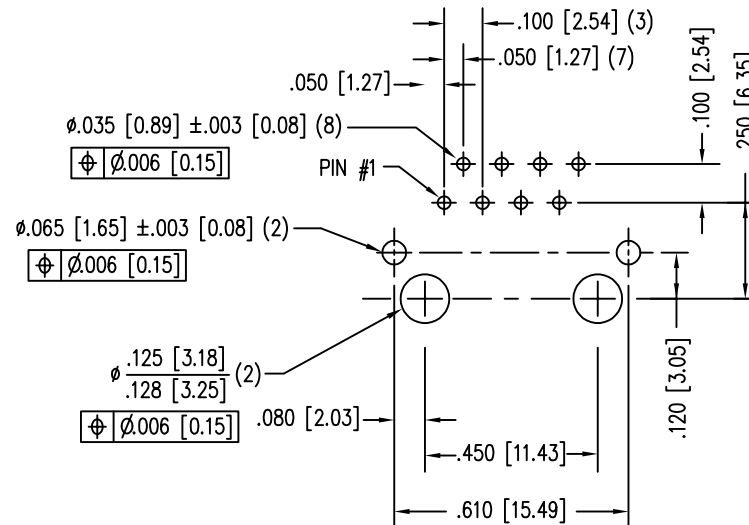 .100 [2.54] (3)
.050 [1.27] (7)
.050 [1.27]
.100 [2.54]
.250 [6.35]
⌀.035 [0.89] ±.003 [0.08] (8)
⌖ ⌀.006 [0.15]
PIN #1
⌀.065 [1.65] ±.003 [0.08] (2)
⌖ ⌀.006 [0.15]
⌀ .125 [3.18]
.128 [3.25] (2)
⌖ ⌀.006 [0.15]
.080 [2.03]
.120 [3.05]
.450 [11.43]
.610 [15.49]